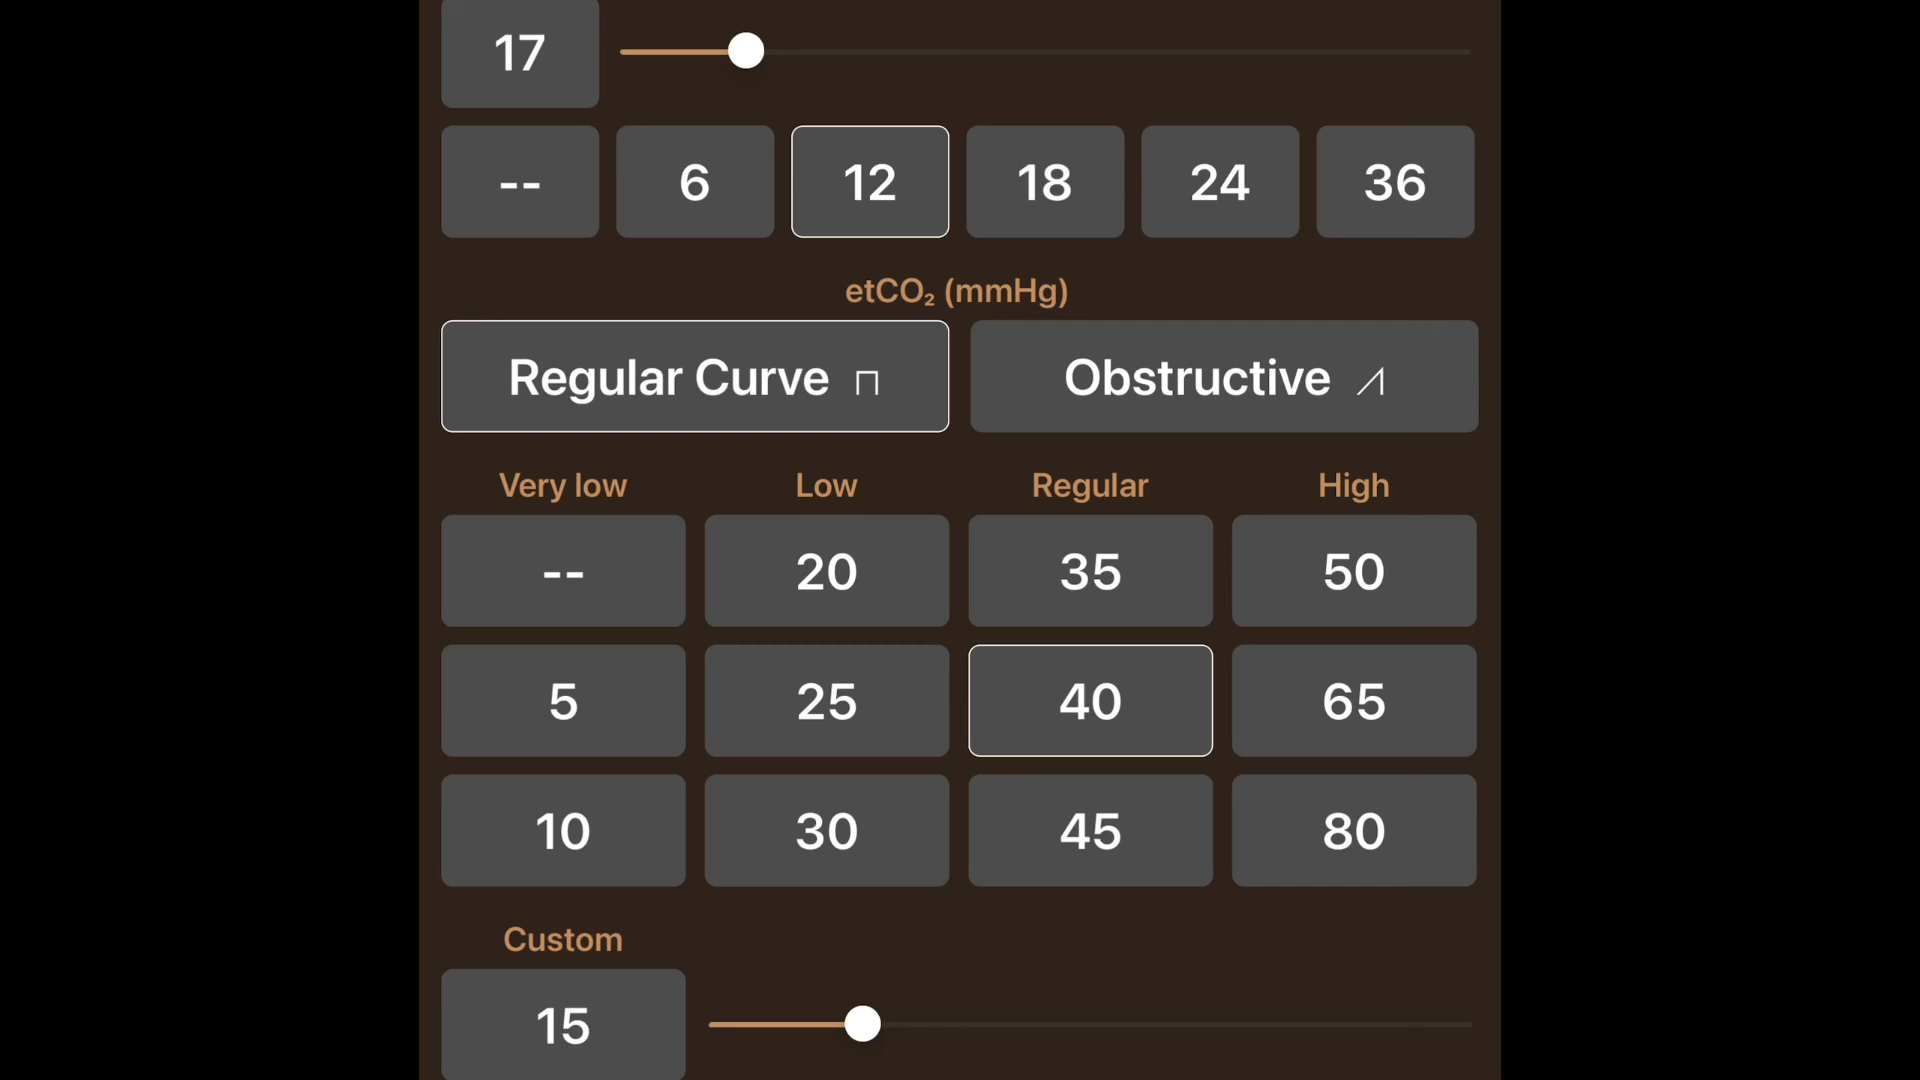 17
-- 6 12 18 24 36
etCO₂ (mmHg)
Regular Curve Obstructive
Very low Low Regular High
-- 20 35 50
5 25 40 65
10 30 45 80
Custom
15